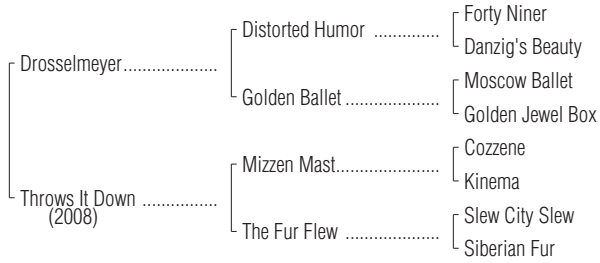 Forty Niner
Distorted Humor ..............
Danzig's Beauty
Drosselmeyer...................
Moscow Ballet
Golden Ballet ....................
Golden Jewel Box
Cozzene
Mizzen Mast......................
Kinema
Throws It Down ................
(2008)
Slew City Slew
The Fur Flew ....................
Siberian Fur